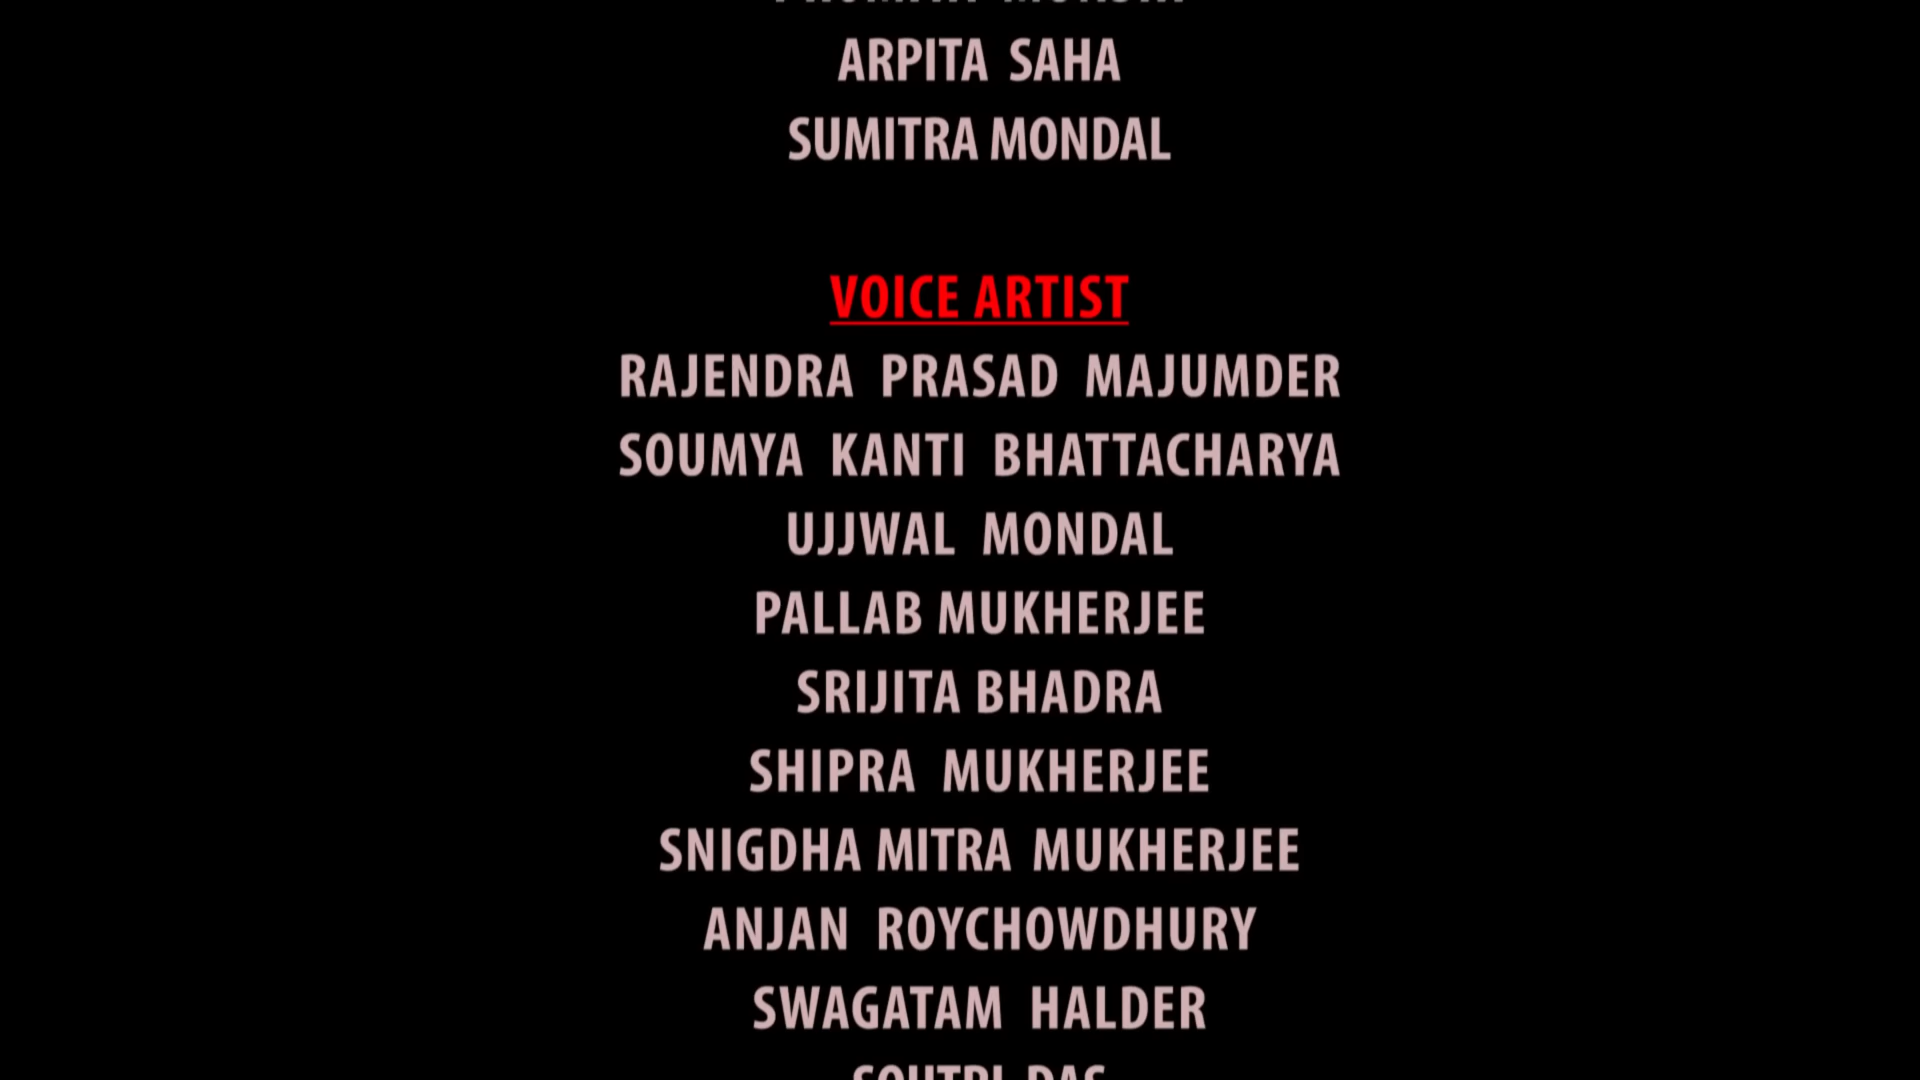 ARPITA SAHA
SUMITRA MONDAL
VOICE ARTIST
RAJENDRA PRASAD MAJUMDER
SOUMYA KANTI BHATTACHARYA
UJJWAL MONDAL
PALLAB MUKHERJEE
SRIJITA BHADRA
SHIPRA MUKHERJEE
SNIGDHA MITRA MUKHERJEE
ANJAN ROYCHOWDHURY
SWAGATAM HALDER
DAS